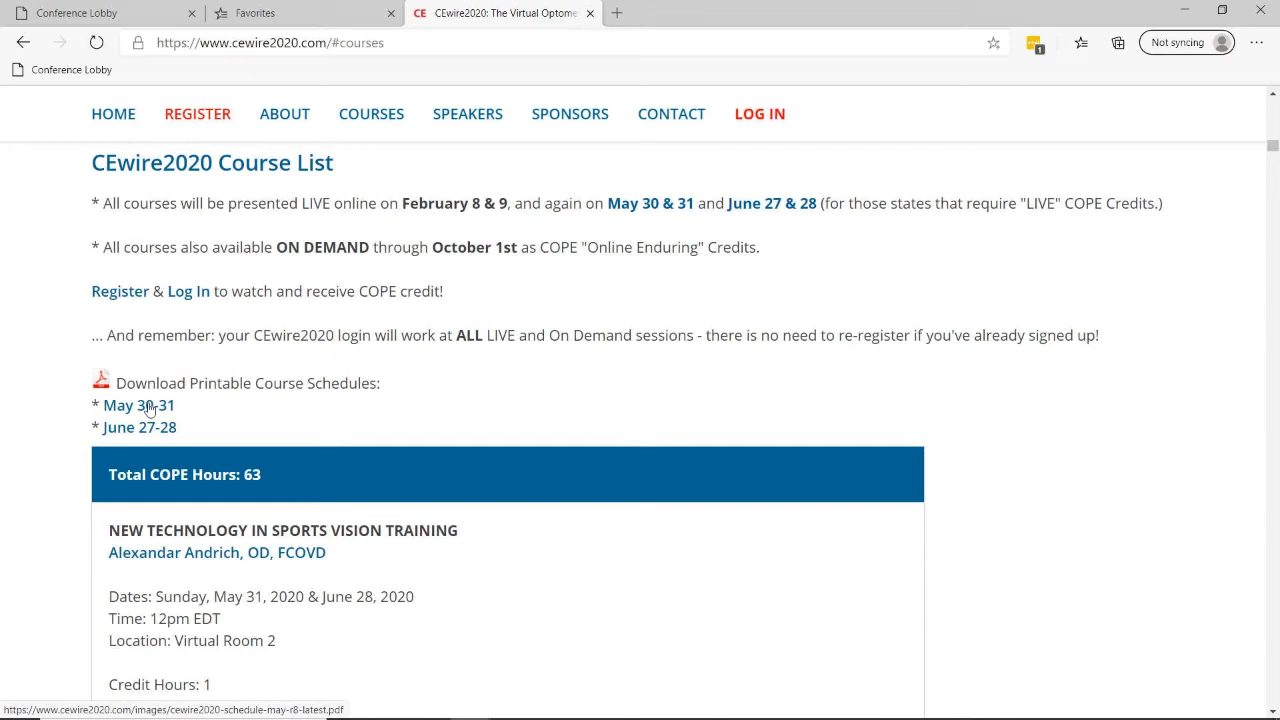 Conference Lobby
Favorites
CE CEwire2020: The Virtual Optome
https://www.cewire2020.com/#courses
1
Not syncing
Conference Lobby
HOME REGISTER ABOUT COURSES SPEAKERS SPONSORS CONTACT LOG IN
CEwire2020 Course List
* All courses will be presented LIVE online on February 8 & 9, and again on May 30 & 31 and June 27 & 28 (for those states that require "LIVE" COPE Credits.)
* All courses also available ON DEMAND through October 1st as COPE "Online Enduring" Credits.
Register & Log In to watch and receive COPE credit!
... And remember: your CEwire2020 login will work at ALL LIVE and On Demand sessions - there is no need to re-register if you've already signed up!
Download Printable Course Schedules:
* May 30-31
* June 27-28
Total COPE Hours: 63
NEW TECHNOLOGY IN SPORTS VISION TRAINING
Alexandar Andrich, OD, FCOVD
Dates: Sunday, May 31, 2020 & June 28, 2020
Time: 12pm EDT
Location: Virtual Room 2
Credit Hours: 1
https://www.cewire2020.com/images/cewire2020-schedule-may-r8-latest.pdf